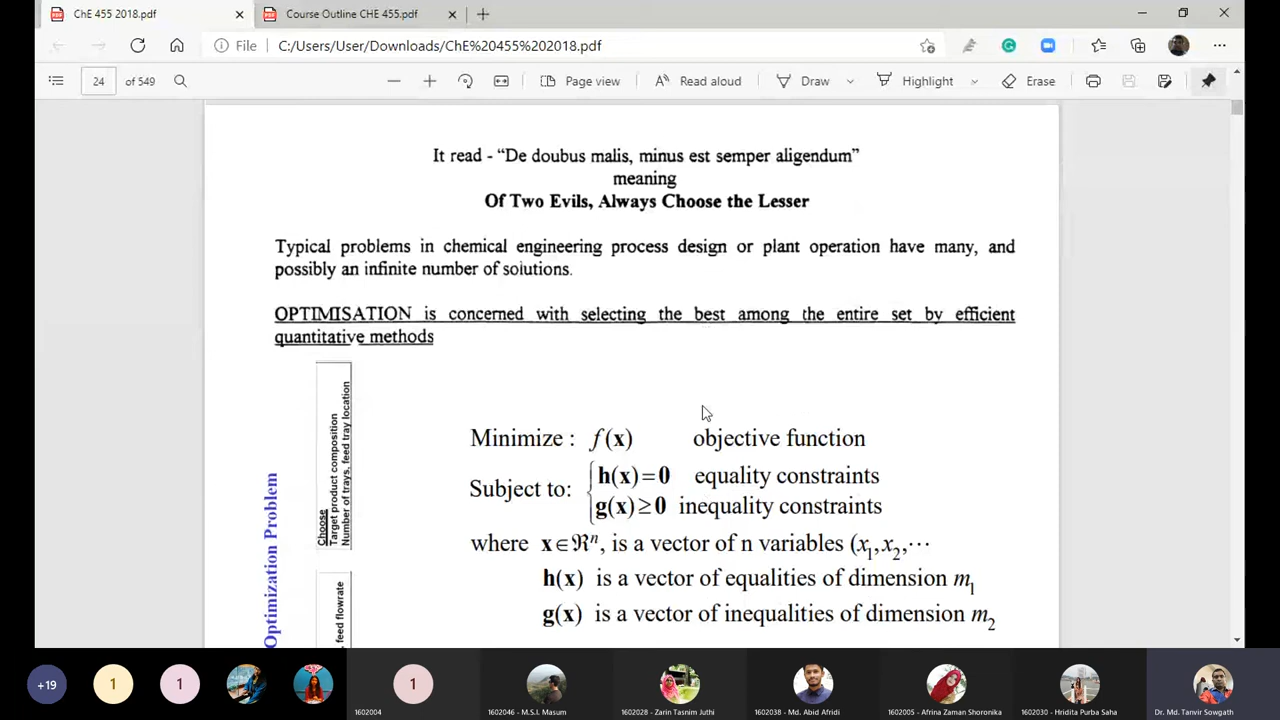 ChE 455 2018.pdf
Course Outline CHE 455.pdf
File C:/Users/User/Downloads/ChE%20455%202018.pdf
24 of 549 Page view Read aloud Draw Highlight Erase
It read - “De doubus malis, minus est semper aligendum”
meaning
Of Two Evils, Always Choose the Lesser
Typical problems in chemical engineering process design or plant operation have many, and
possibly an infinite number of solutions.
OPTIMISATION is concerned with selecting the best among the entire set by efficient
quantitative methods
Optimization Problem
Choose
Target product composition
Number of trays, feed tray location
feed flowrate
Minimize : f(x) objective function
Subject to: { h(x) = 0 equality constraints
g(x) ≥ 0 inequality constraints
where x∈ℜⁿ, is a vector of n variables (x₁,x₂,⋯
h(x) is a vector of equalities of dimension m₁
g(x) is a vector of inequalities of dimension m₂
+19
1
1
1
1602004
1602046 - M.S.I. Masum
1602028 - Zarin Tasnim Juthi
1602038 - Md. Abid Afridi
1602005 - Afrina Zaman Shoronika
1602030 - Hridita Purba Saha
Dr. Md. Tanvir Sowgath